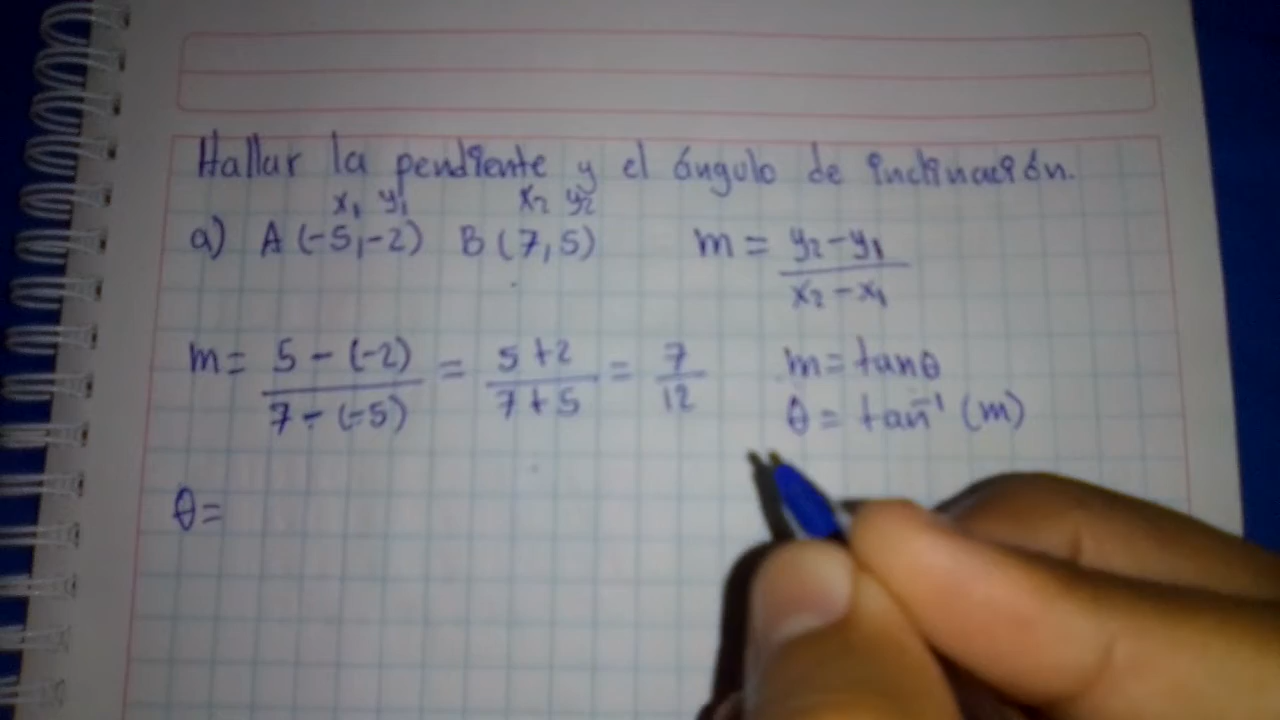 Hallar la pendiente y el ángulo de inclinación.
x₁ y₁ x₂ y₂
a) A (-5,-2) B (7,5) m = y₂-y₁ / x₂-x₁
m = 5-(-2) / 7-(-5) = 5+2 / 7+5 = 7/12 m = tanθ
θ = tan⁻¹ (m)
θ =